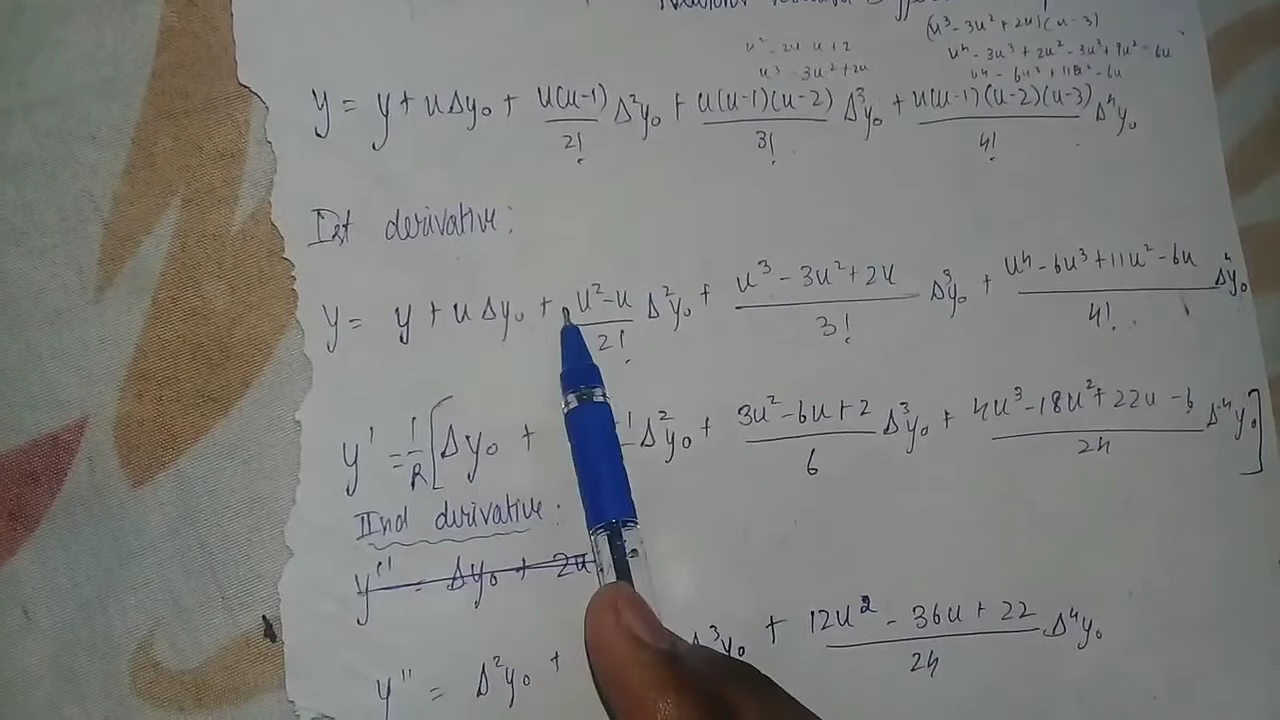 (u³-3u²+2u)(u-3)
u²-2u u+2 u⁴-3u³+2u²-3u³+9u²-6u
u³-3u²+2u u⁴-6u³+11u²-6u
y = y + uΔy₀ + u(u-1)/2! Δ²y₀ + u(u-1)(u-2)/3! Δ³y₀ + u(u-1)(u-2)(u-3)/4! Δ⁴y₀
Ist derivative:
y = y + uΔy₀ + u²-u/2! Δ²y₀ + u³-3u²+2u/3! Δ³y₀ + u⁴-6u³+11u²-6u/4! Δ⁴y₀
y' = 1/h [Δy₀ + 1 Δ²y₀ + 3u²-6u+2/6 Δ³y₀ + 4u³-18u²+22u-6/24 Δ⁴y₀]
IInd derivative:
y'' = Δy₀ + 2u
y'' = Δ²y₀ + Δ³y₀ + 12u²-36u+22/24 Δ⁴y₀